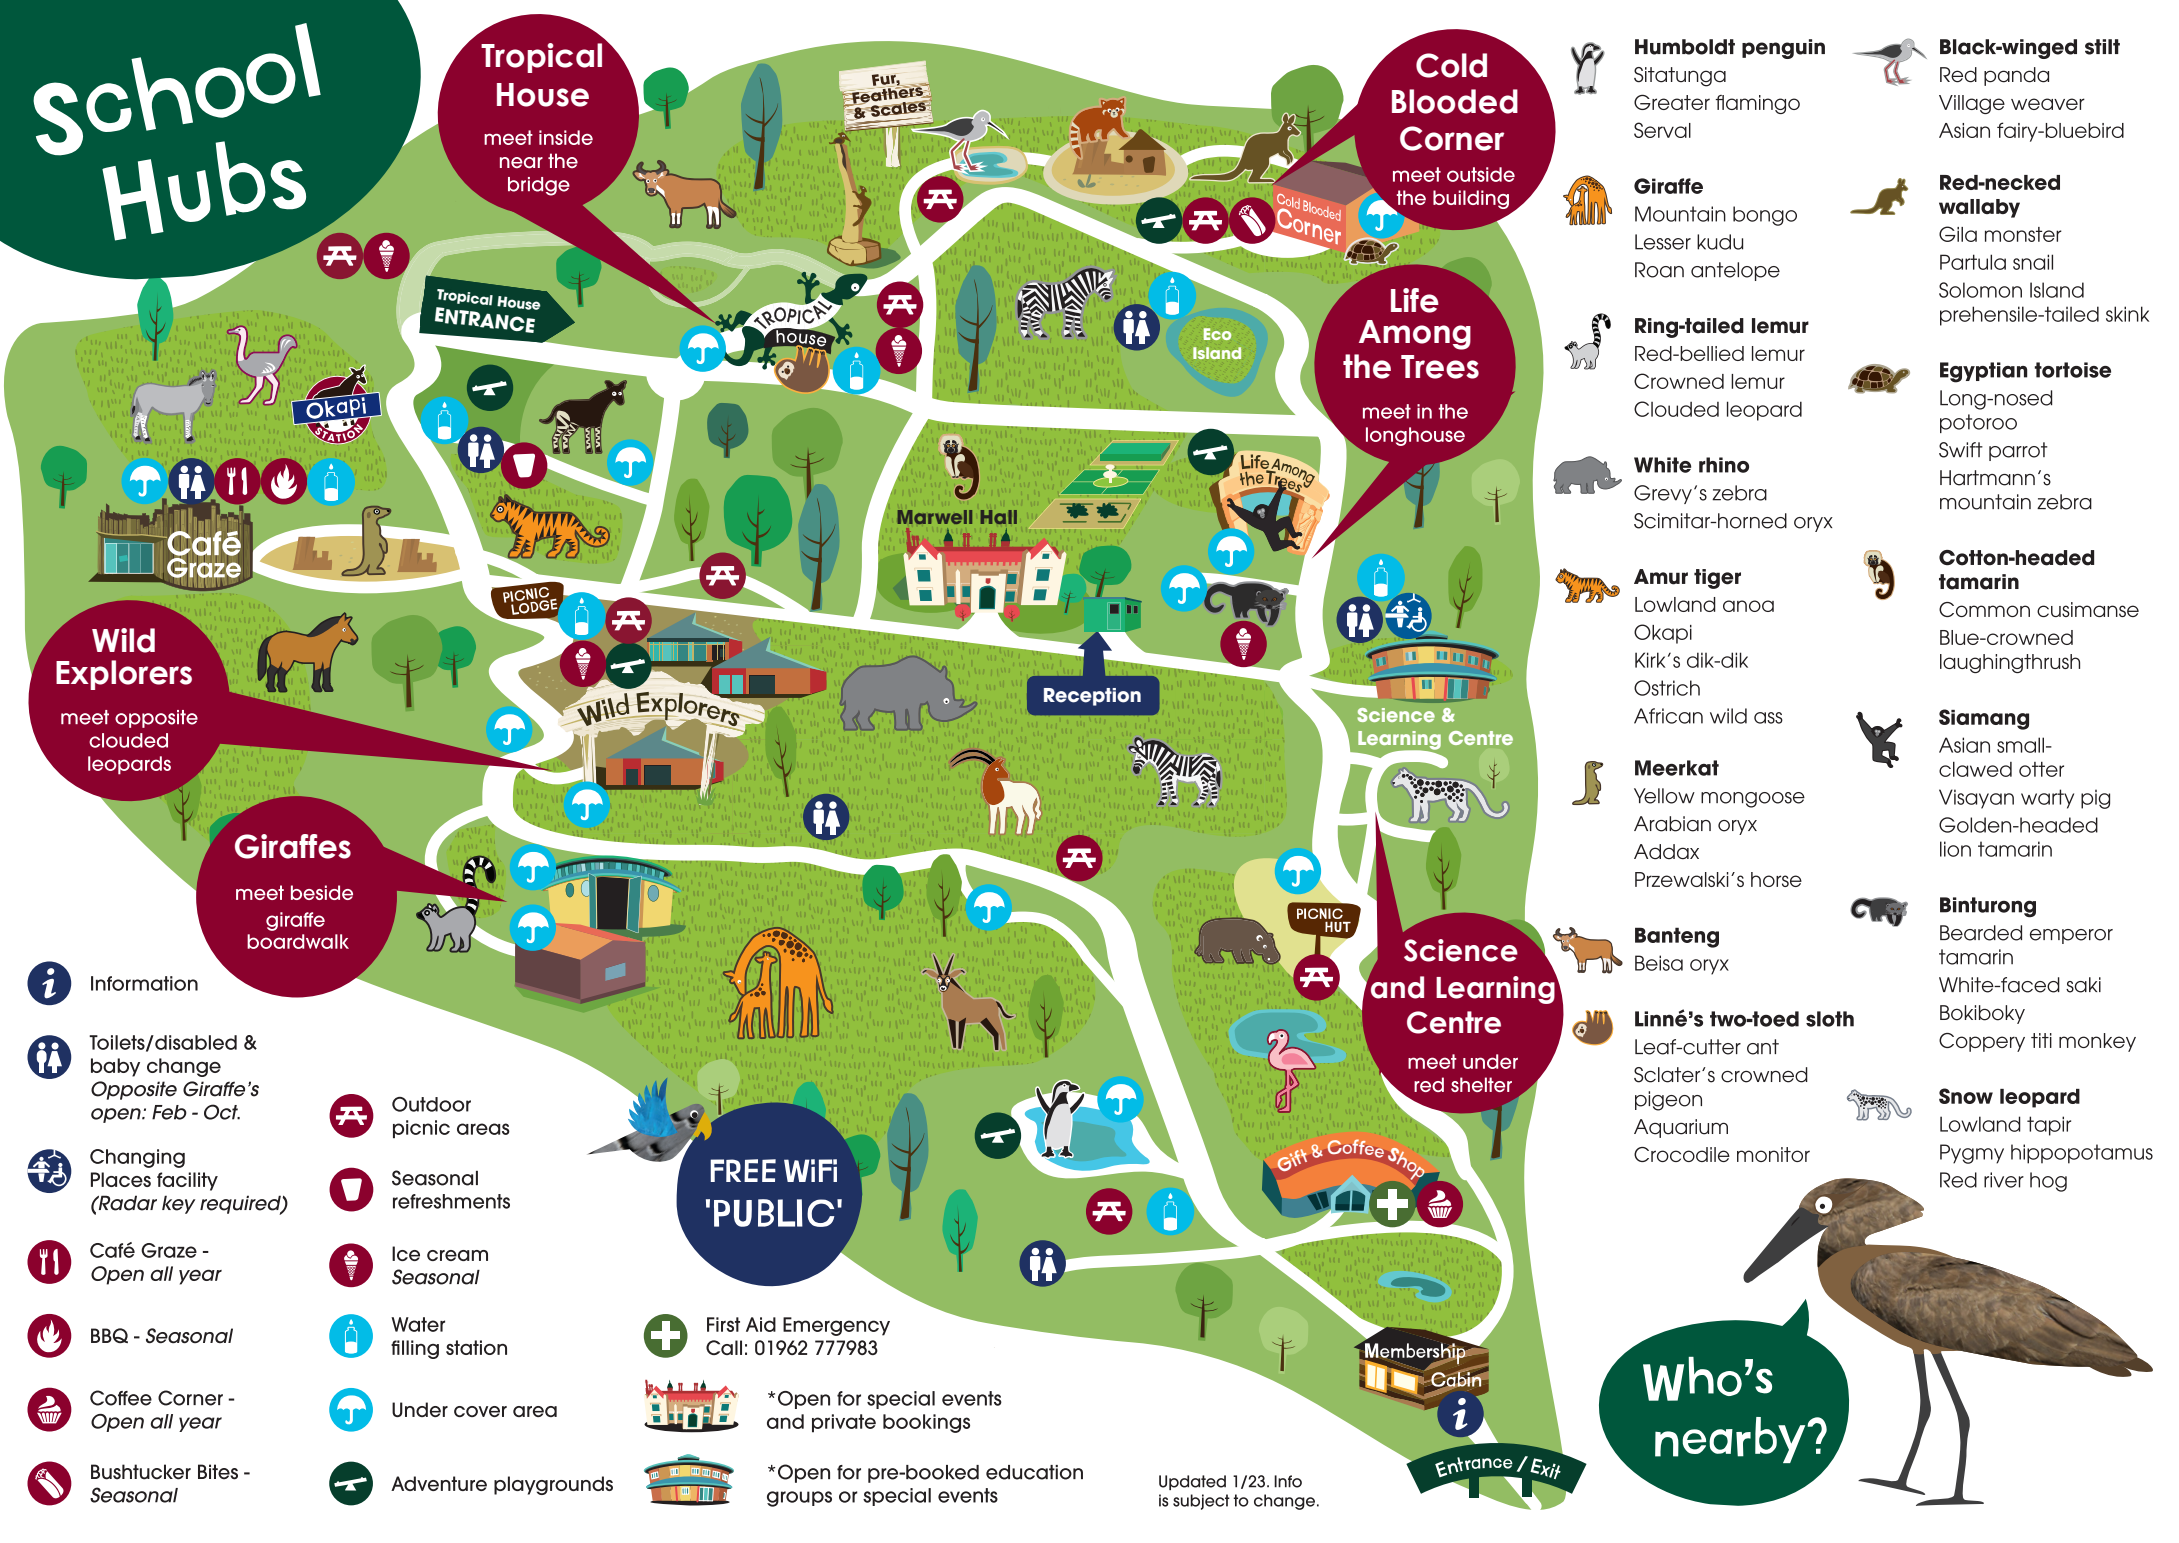 School
Hubs
Tropical
House
meet inside
near the
bridge
Fur,
Feathers
& Scales
Cold
Blooded
Corner
meet outside
the building
Cold Blooded
Corner
Tropical House
ENTRANCE
TROPICAL
house
Eco
Island
Life
Among
the Trees
meet in the
longhouse
Okapi
STATION
Café
Graze
Marwell Hall
Life Among
the Trees
PICNIC
LODGE
Wild
Explorers
meet opposite
clouded
leopards
Wild Explorers
Reception
Science &
Learning Centre
Giraffes
meet beside
giraffe
boardwalk
PICNIC
HUT
Science
and Learning
Centre
meet under
red shelter
FREE WiFi
'PUBLIC'
Gift & Coffee Shop
Membership
Cabin
i
Entrance / Exit
i
Information
Toilets/disabled &
baby change
Opposite Giraffe's
open: Feb - Oct.
Changing
Places facility
(Radar key required)
Café Graze -
Open all year
BBQ - Seasonal
Coffee Corner -
Open all year
Bushtucker Bites -
Seasonal
Outdoor
picnic areas
Seasonal
refreshments
Ice cream
Seasonal
Water
filling station
Under cover area
Adventure playgrounds
First Aid Emergency
Call: 01962 777983
*Open for special events
and private bookings
*Open for pre-booked education
groups or special events
Updated 1/23. Info
is subject to change.
Humboldt penguin
Sitatunga
Greater flamingo
Serval
Giraffe
Mountain bongo
Lesser kudu
Roan antelope
Ring-tailed lemur
Red-bellied lemur
Crowned lemur
Clouded leopard
White rhino
Grevy's zebra
Scimitar-horned oryx
Amur tiger
Lowland anoa
Okapi
Kirk's dik-dik
Ostrich
African wild ass
Meerkat
Yellow mongoose
Arabian oryx
Addax
Przewalski's horse
Banteng
Beisa oryx
Linné's two-toed sloth
Leaf-cutter ant
Sclater's crowned
pigeon
Aquarium
Crocodile monitor
Black-winged stilt
Red panda
Village weaver
Asian fairy-bluebird
Red-necked
wallaby
Gila monster
Partula snail
Solomon Island
prehensile-tailed skink
Egyptian tortoise
Long-nosed
potoroo
Swift parrot
Hartmann's
mountain zebra
Cotton-headed
tamarin
Common cusimanse
Blue-crowned
laughingthrush
Siamang
Asian small-
clawed otter
Visayan warty pig
Golden-headed
lion tamarin
Binturong
Bearded emperor
tamarin
White-faced saki
Bokiboky
Coppery titi monkey
Snow leopard
Lowland tapir
Pygmy hippopotamus
Red river hog
Who's
nearby?